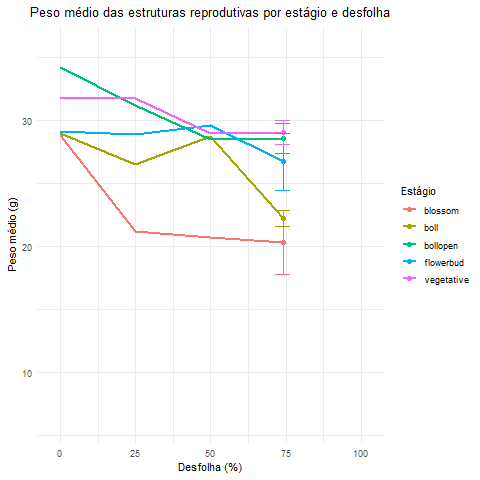 Peso médio das estruturas reprodutivas por estágio e desfolha
Peso médio (g)
30
20
10
0
25
50
75
100
Desfolha (%)
Estágio
blossom
boll
bollopen
flowerbud
vegetative